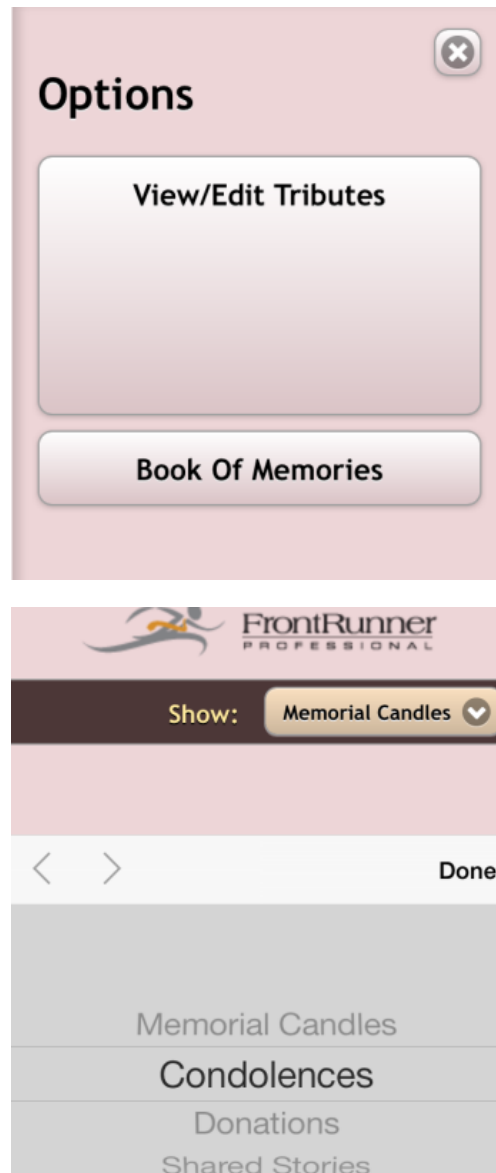 Options
View/Edit Tributes
Book Of Memories
FrontRunner
PROFESSIONAL
Show: Memorial Candles
Done
Memorial Candles
Condolences
Donations
Shared Stories